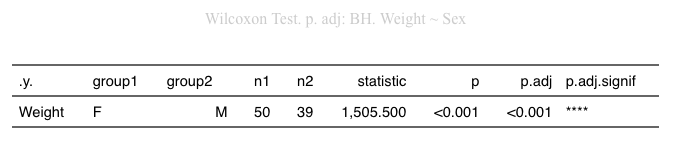 Wilcoxon Test. p. adj: BH. Weight ~ Sex
.y. group1 group2 n1 n2 statistic p p.adj p.adj.signif
Weight F M 50 39 1,505.500 <0.001 <0.001 ****